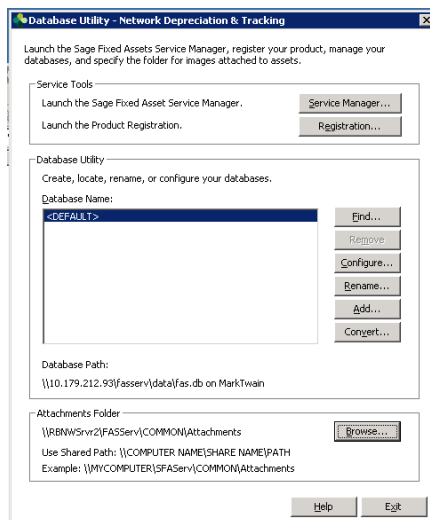 Database Utility - Network Depreciation & Tracking
Launch the Sage Fixed Assets Service Manager, register your product, manage your
databases, and specify the folder for images attached to assets.
Service Tools
Launch the Sage Fixed Asset Service Manager.
Service Manager...
Launch the Product Registration.
Registration...
Database Utility
Create, locate, rename, or configure your databases.
Database Name:
<DEFAULT>
Find...
Remove
Configure...
Rename...
Add...
Convert...
Database Path:
\\10.179.212.93\fasserv\data\fas.db on MarkTwain
Attachments Folder
\\RBNWSrvr2\FASServ\COMMON\Attachments
Browse...
Use Shared Path: \\COMPUTER NAME\SHARE NAME\PATH
Example: \\MYCOMPUTER\SFAServ\COMMON\Attachments
Help
Exit